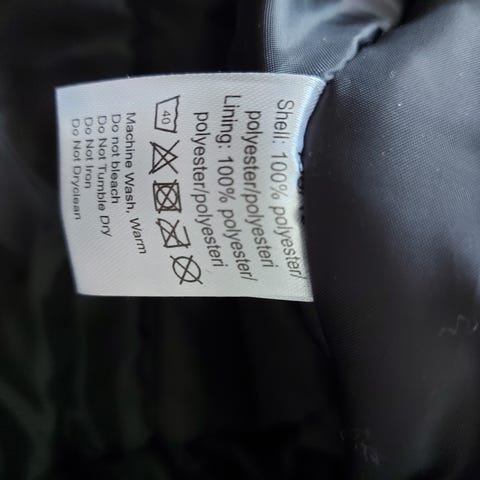 Shell: 100% polyester/
polyester/polyesteri
Lining: 100% polyester/
polyester/polyesteri
40
Machine Wash, Warm
Do not bleach
Do Not Tumble Dry
Do Not Iron
Do Not Dryclean